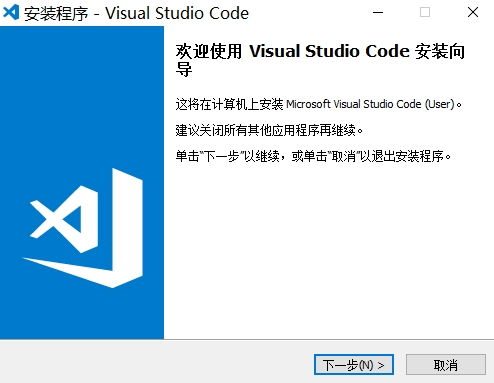 安装程序 - Visual Studio Code
欢迎使用 Visual Studio Code 安装向
导
这将在计算机上安装 Microsoft Visual Studio Code (User)。
建议关闭所有其他应用程序再继续。
单击“下一步”以继续，或单击“取消”以退出安装程序。
下一步(N) >
取消